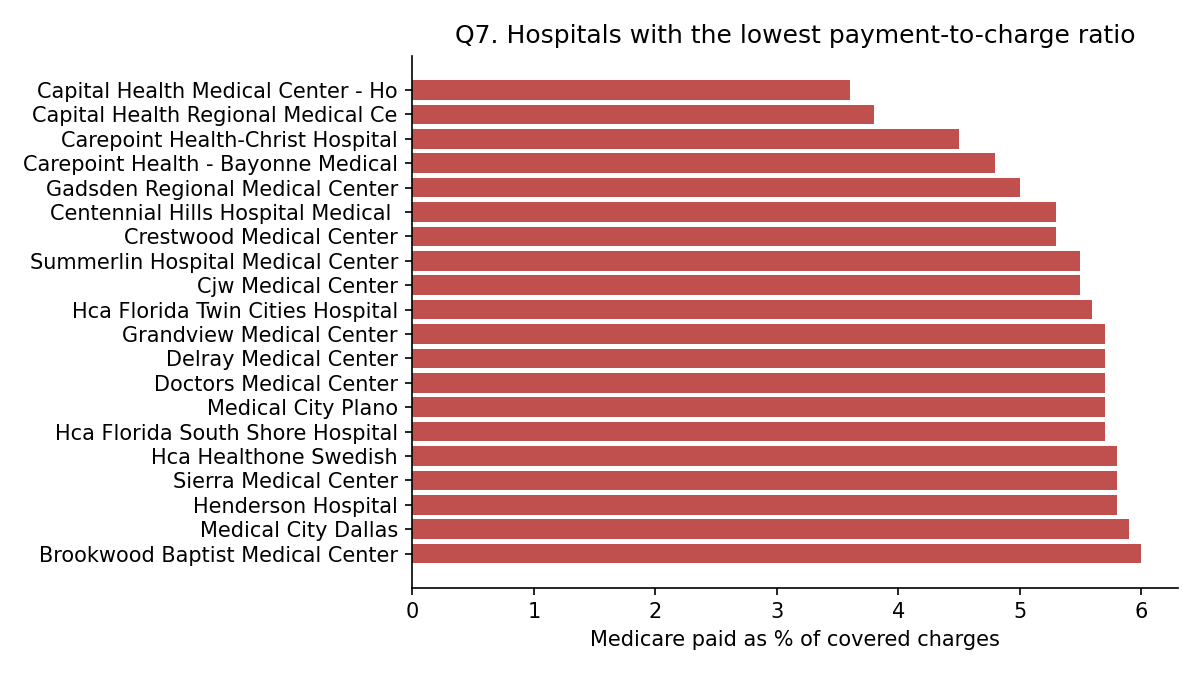 Q7. Hospitals with the lowest payment-to-charge ratio
Capital Health Medical Center - Ho
Capital Health Regional Medical Ce
Carepoint Health-Christ Hospital
Carepoint Health - Bayonne Medical
Gadsden Regional Medical Center
Centennial Hills Hospital Medical
Crestwood Medical Center
Summerlin Hospital Medical Center
Cjw Medical Center
Hca Florida Twin Cities Hospital
Grandview Medical Center
Delray Medical Center
Doctors Medical Center
Medical City Plano
Hca Florida South Shore Hospital
Hca Healthone Swedish
Sierra Medical Center
Henderson Hospital
Medical City Dallas
Brookwood Baptist Medical Center
0 1 2 3 4 5 6
Medicare paid as % of covered charges